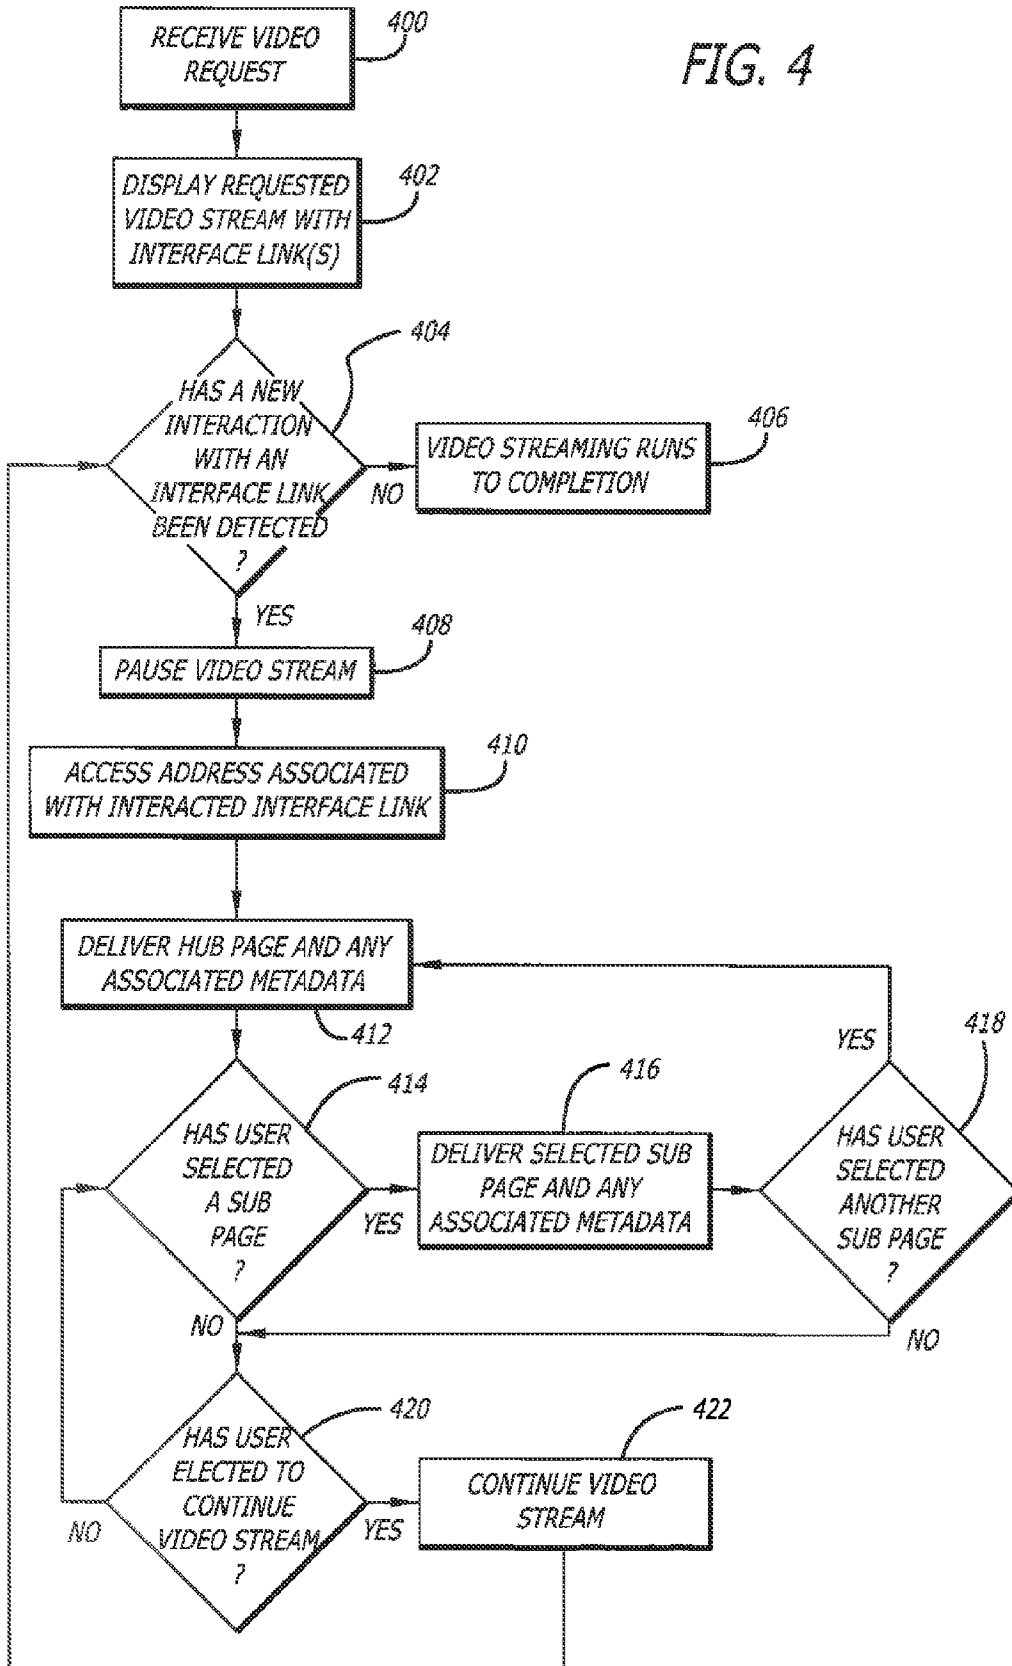 RECEIVE VIDEO
REQUEST
400
FIG. 4
DISPLAY REQUESTED
VIDEO STREAM WITH
INTERFACE LINK(S)
402
404
HAS A NEW
INTERACTION
WITH AN
INTERFACE LINK
BEEN DETECTED
?
NO
VIDEO STREAMING RUNS
TO COMPLETION
406
YES
408
PAUSE VIDEO STREAM
410
ACCESS ADDRESS ASSOCIATED
WITH INTERACTED INTERFACE LINK
DELIVER HUB PAGE AND ANY
ASSOCIATED METADATA
412
414
HAS USER
SELECTED
A SUB
PAGE
?
YES
NO
416
DELIVER SELECTED SUB
PAGE AND ANY
ASSOCIATED METADATA
YES
418
HAS USER
SELECTED
ANOTHER
SUB PAGE
?
NO
420
HAS USER
ELECTED TO
CONTINUE
VIDEO STREAM
?
NO
YES
422
CONTINUE VIDEO
STREAM